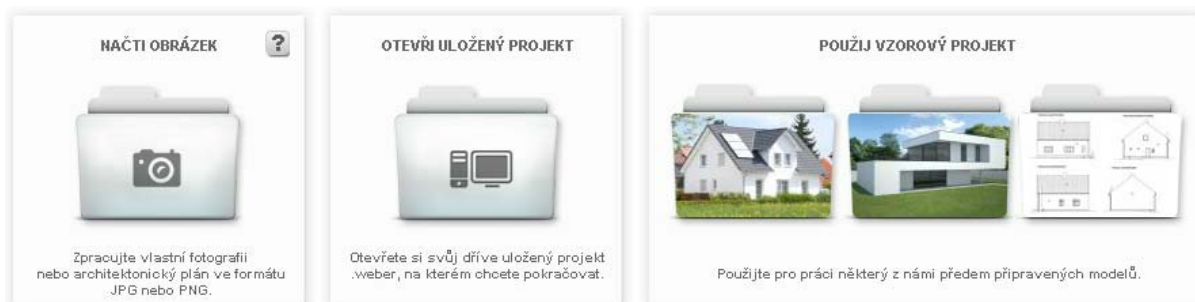 NAČTI OBRÁZEK
?
Zpracujte vlastní fotografii
nebo architektonický plán ve formátu
JPG nebo PNG.
OTEVŘI ULOŽENÝ PROJEKT
Otevřete si svůj dříve uložený projekt
.weber, na kterém chcete pokračovat.
POUŽIJ VZOROVÝ PROJEKT
Použijte pro práci některý z námi předem připravených modelů.